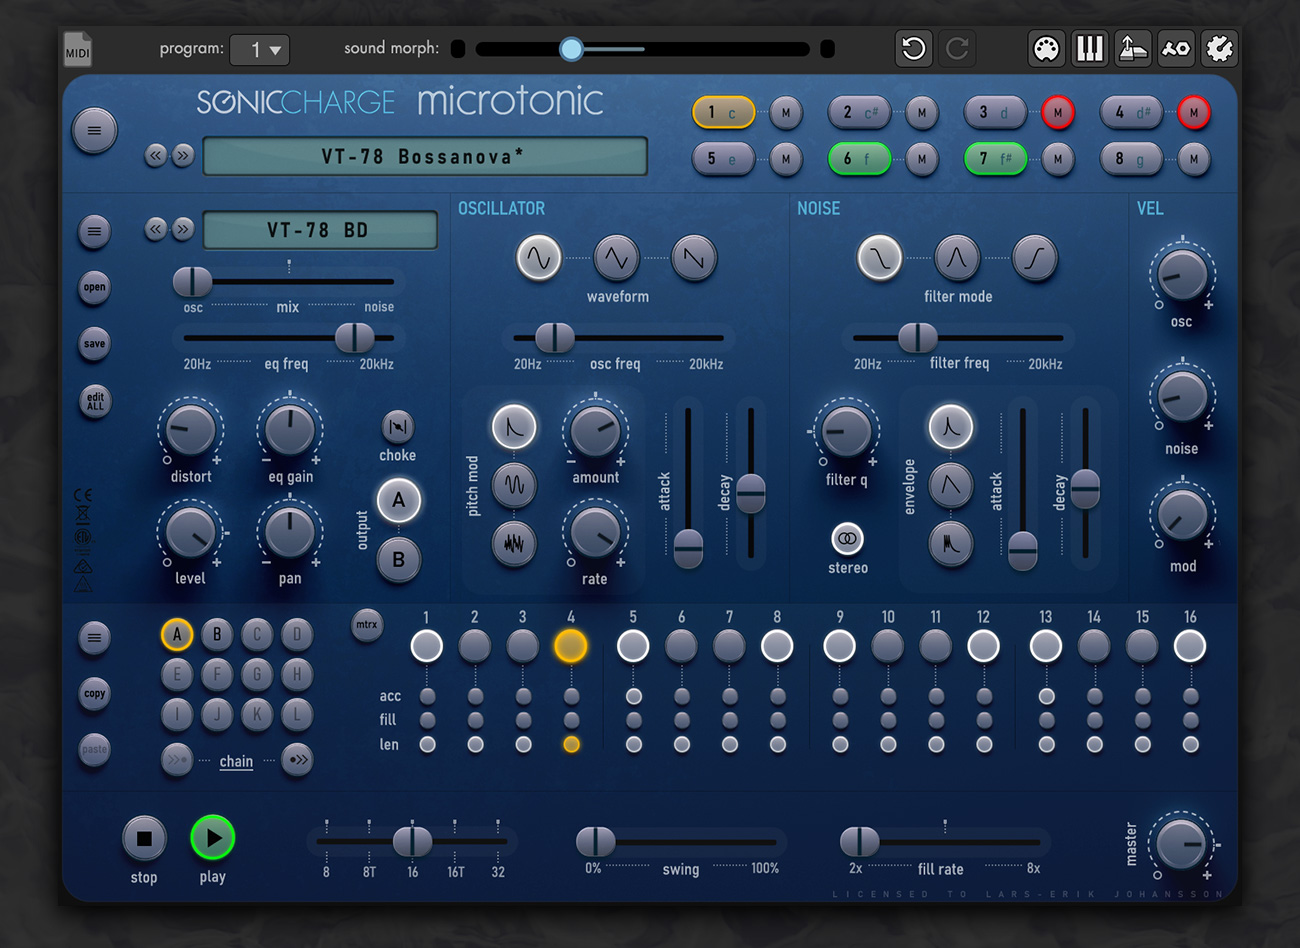 MIDI program: 1 sound morph:
SONICCHARGE microtonic
1 c M 2 c# M 3 d M 4 d# M
VT-78 Bossanova*
5 e M 6 f M 7 f# M 8 g M
OSCILLATOR NOISE VEL
VT-78 BD
open
osc mix noise
waveform
filter mode
osc
save
20Hz eq freq 20kHz
20Hz osc freq 20kHz
20Hz filter freq 20kHz
edit
ALL
distort eq gain choke
pitch mod
amount
attack
decay
filter q
envelope
attack
decay
noise
output
A
B
level pan
rate
stereo
mod
CE
A B C D
mtrx
1 2 3 4 5 6 7 8 9 10 11 12 13 14 15 16
E F G H
copy
acc
I J K L
fill
paste
len
chain
stop play
8 8T 16 16T 32
0% swing 100%
2x fill rate 8x
master
LICENSED TO LARS-ERIK JOHANSSON